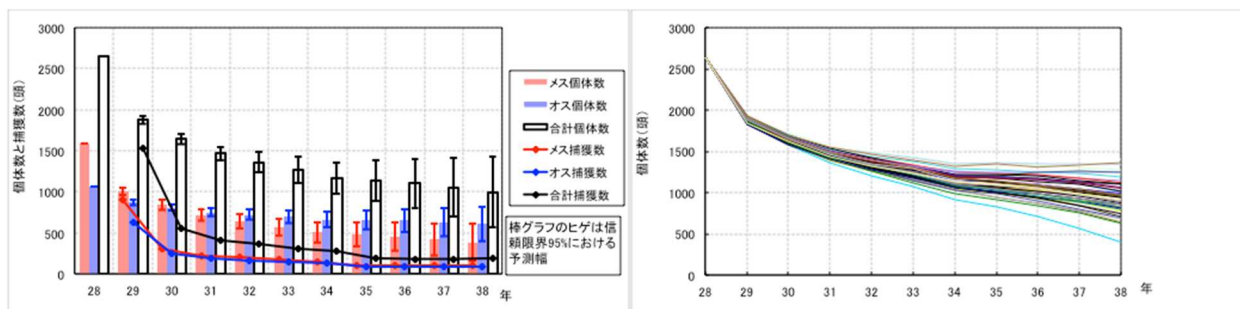 3000
2500
2000
1500
1000
500
0
個体数と捕獲数(頭)
28 29 30 31 32 33 34 35 36 37 38 年
メス個体数
オス個体数
合計個体数
メス捕獲数
オス捕獲数
合計捕獲数
棒グラフのヒゲは信
頼限界95%における
予測幅
3000
2500
2000
1500
1000
500
0
個体数(頭)
28 29 30 31 32 33 34 35 36 37 38 年